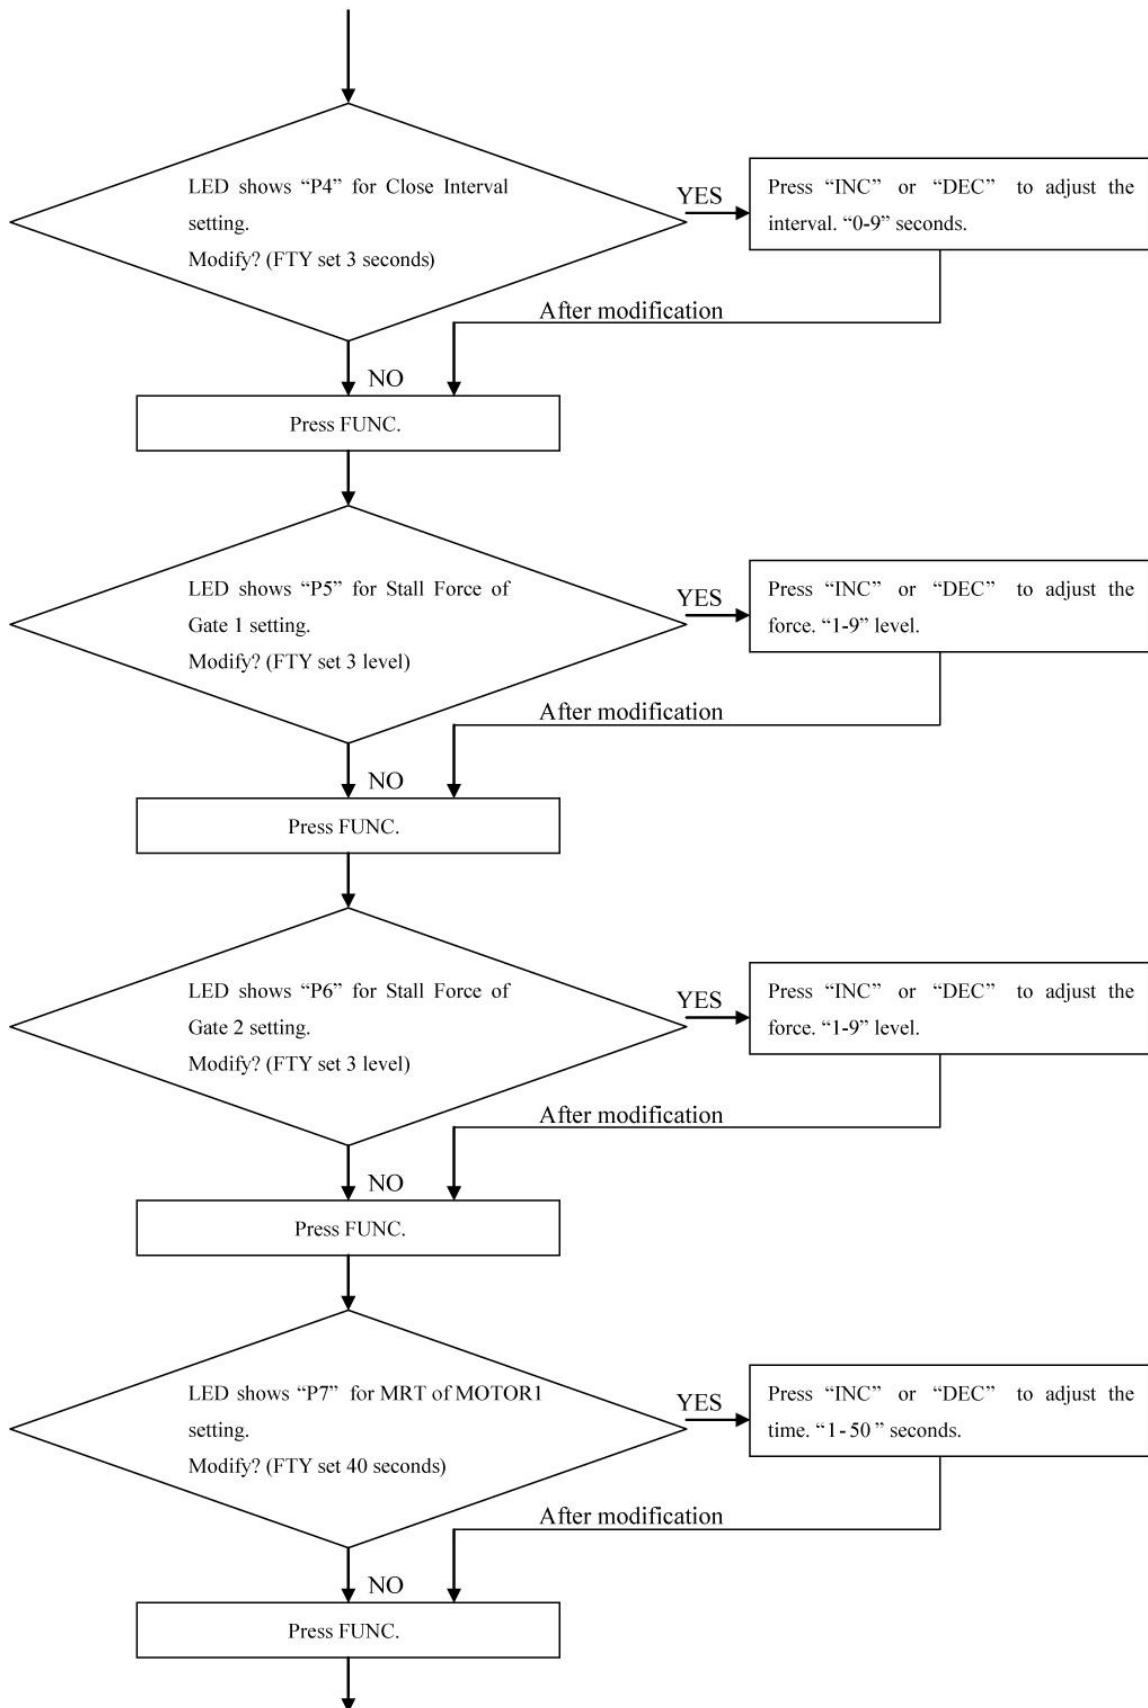 LED shows “P4” for Close Interval
setting.
Modify? (FTY set 3 seconds)
YES
Press “INC” or “DEC” to adjust the
interval. “0-9” seconds.
After modification
NO
Press FUNC.
LED shows “P5” for Stall Force of
Gate 1 setting.
Modify? (FTY set 3 level)
YES
Press “INC” or “DEC” to adjust the
force. “1-9” level.
After modification
NO
Press FUNC.
LED shows “P6” for Stall Force of
Gate 2 setting.
Modify? (FTY set 3 level)
YES
Press “INC” or “DEC” to adjust the
force. “1-9” level.
After modification
NO
Press FUNC.
LED shows “P7” for MRT of MOTOR1
setting.
Modify? (FTY set 40 seconds)
YES
Press “INC” or “DEC” to adjust the
time. “1-50” seconds.
After modification
NO
Press FUNC.